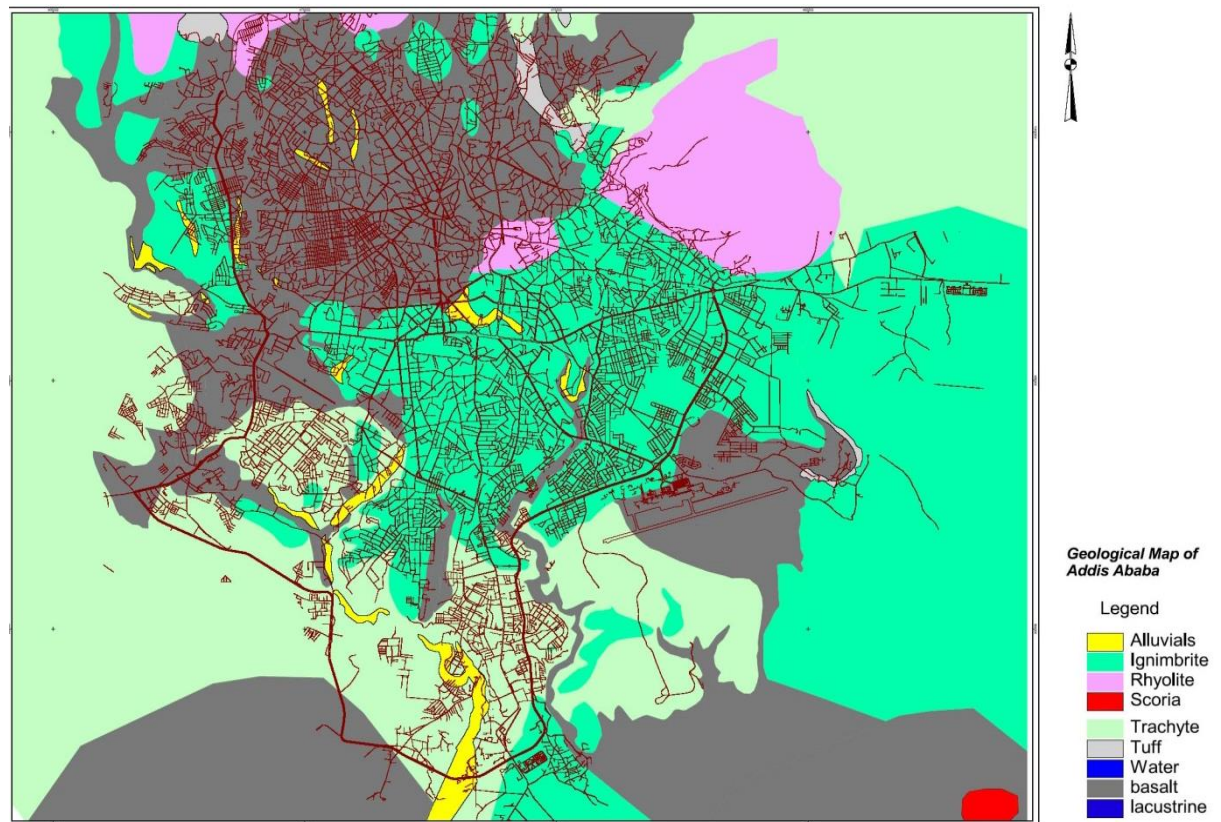 Geological Map of
Addis Ababa
Legend
Alluvials
Ignimbrite
Rhyolite
Scoria
Trachyte
Tuff
Water
basalt
lacustrine